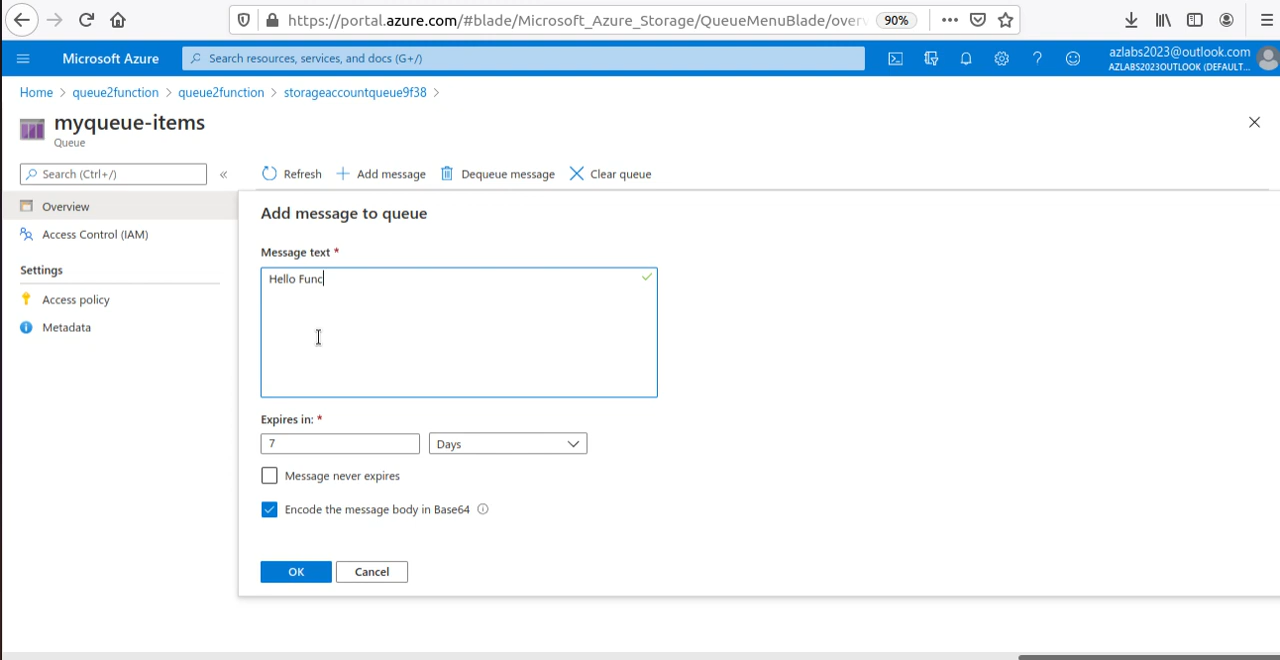 https://portal.azure.com/#blade/Microsoft_Azure_Storage/QueueMenuBlade/over
90%
Microsoft Azure
Search resources, services, and docs (G+/)
azlabs2023@outlook.com
AZLABS2023OUTLOOK (DEFAULT...
Home > queue2function > queue2function > storageaccountqueue9f38 >
myqueue-items
Queue
Search (Ctrl+/)
«
Refresh
Add message
Dequeue message
Clear queue
Overview
Access Control (IAM)
Settings
Access policy
Metadata
Add message to queue
Message text *
Hello Func
Expires in: *
7
Days
Message never expires
Encode the message body in Base64
OK
Cancel